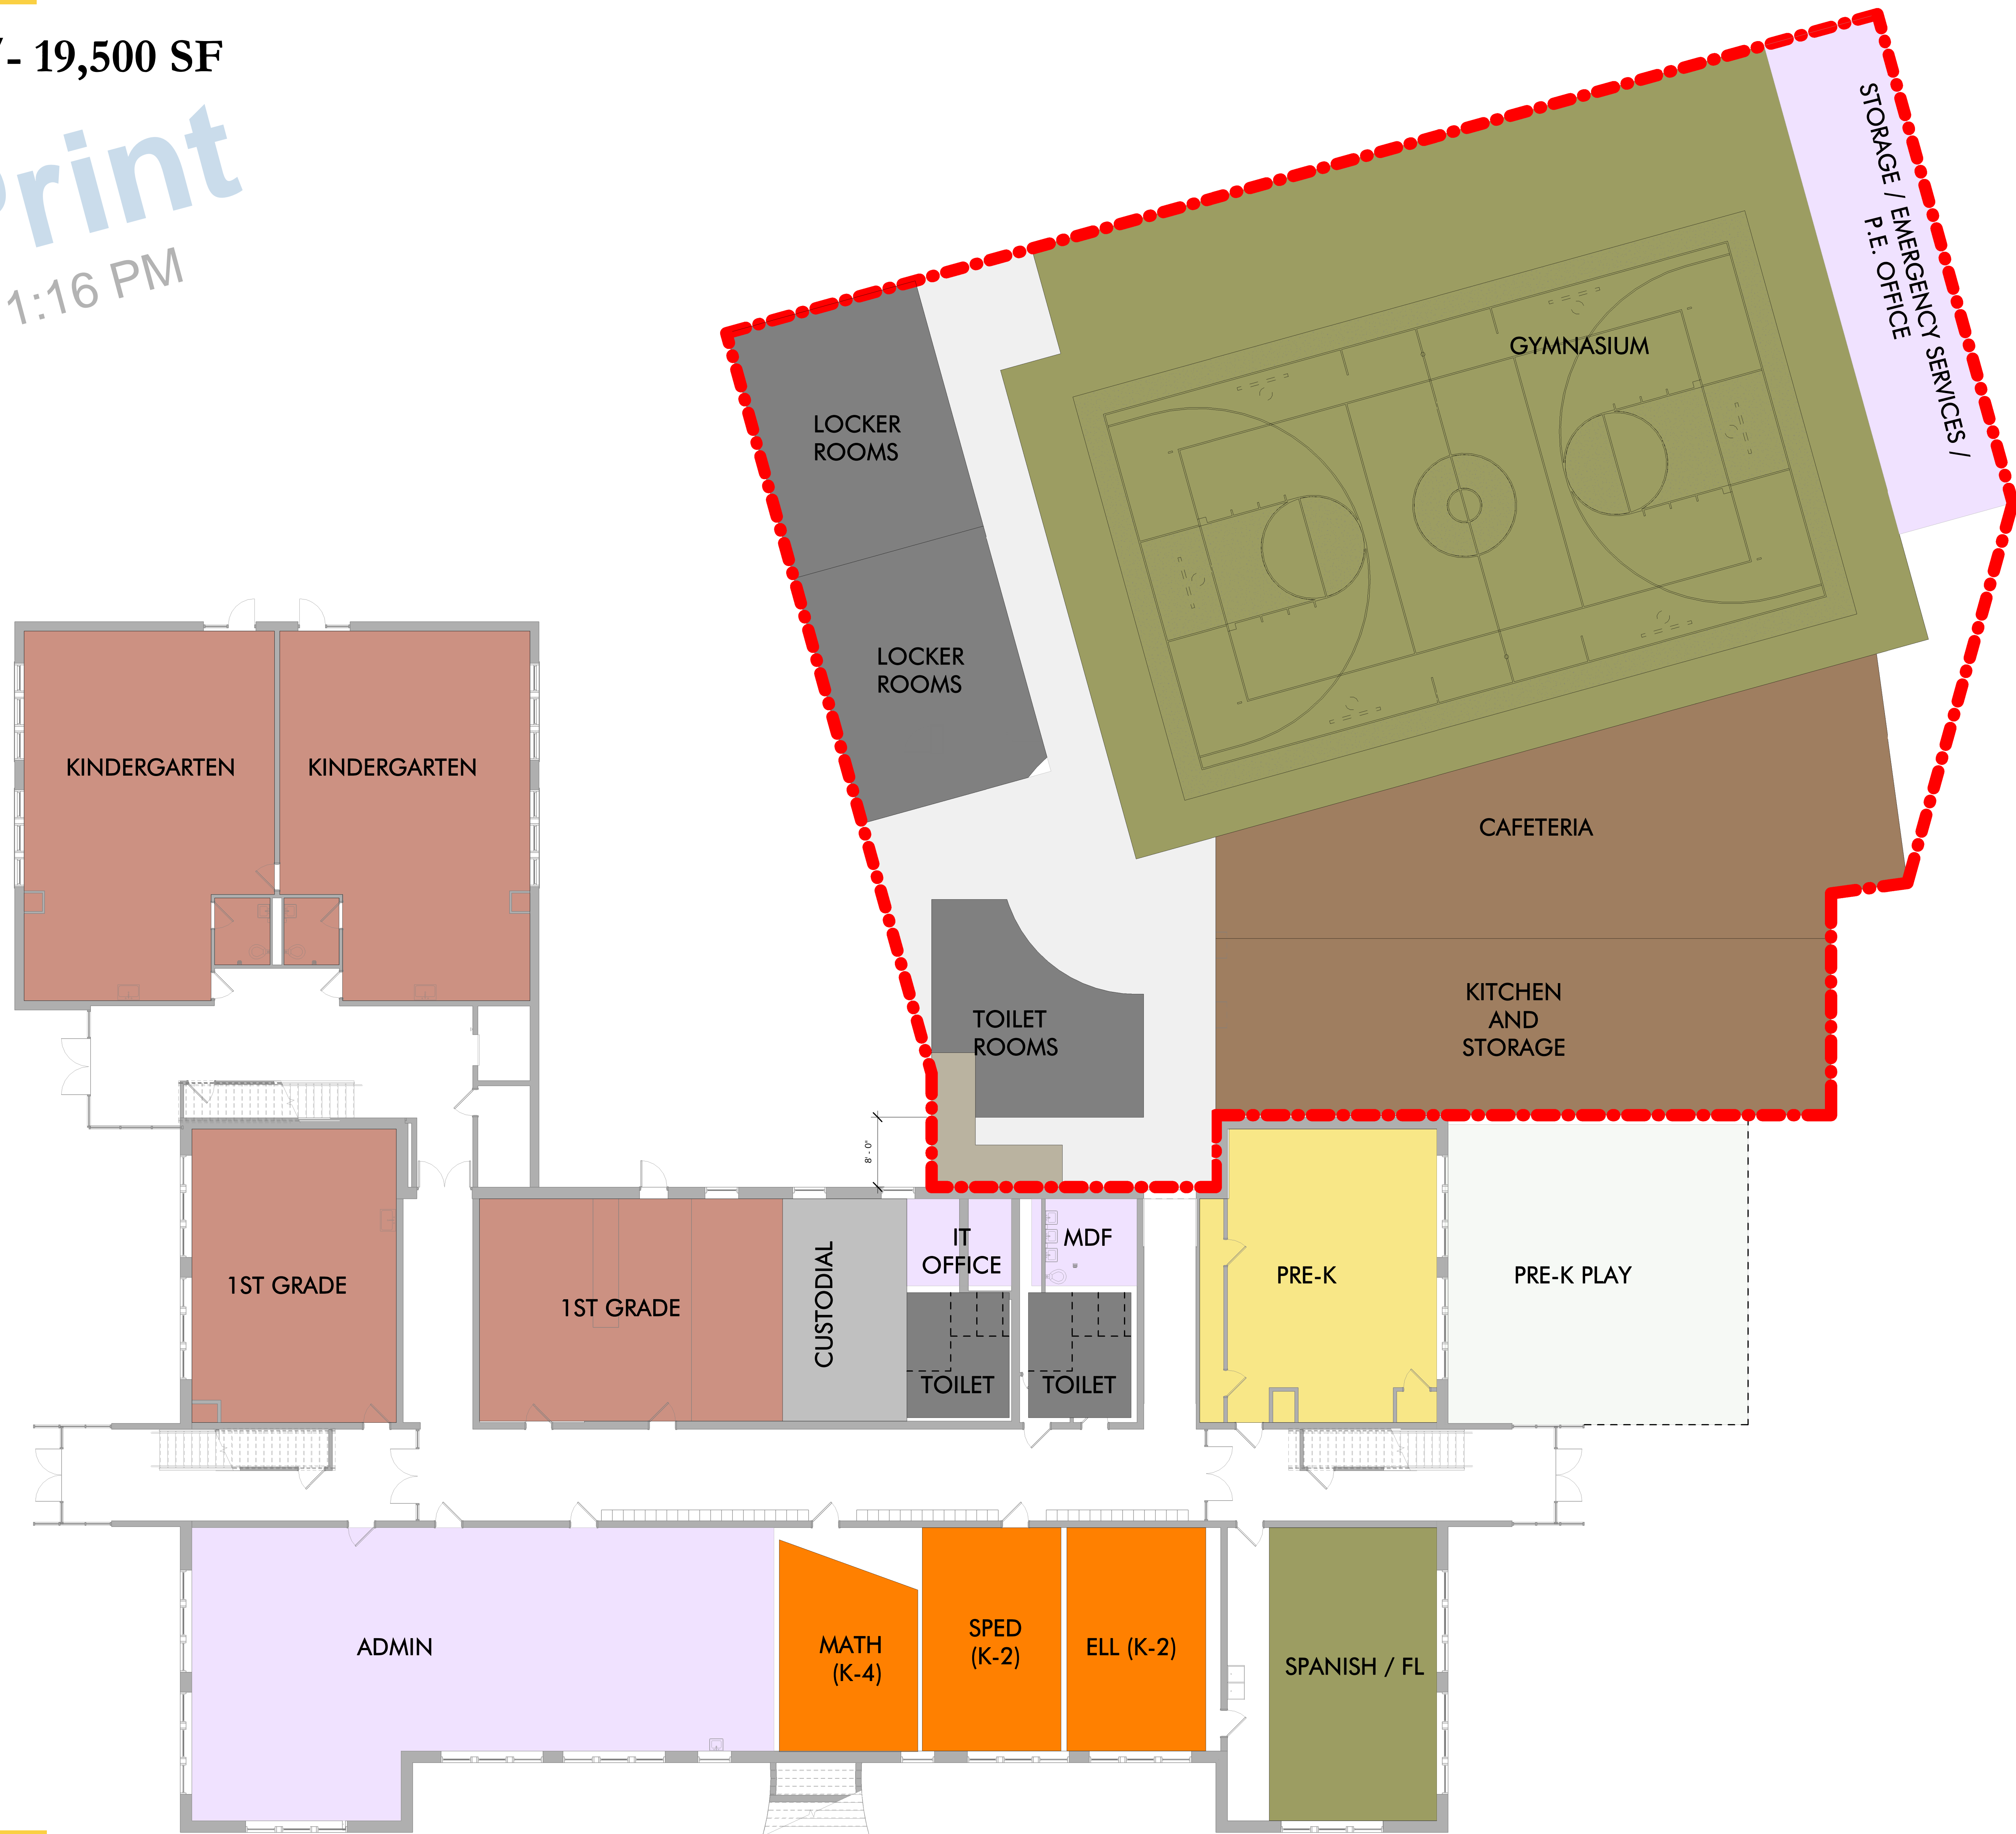 - 19,500 SF
Print
1:16 PM
STORAGE / EMERGENCY SERVICES /
P.E. OFFICE
GYMNASIUM
LOCKER
ROOMS
LOCKER
ROOMS
KINDERGARTEN
KINDERGARTEN
CAFETERIA
KITCHEN
AND
STORAGE
TOILET
ROOMS
8' - 0"
1ST GRADE
1ST GRADE
CUSTODIAL
IT
OFFICE
MDF
TOILET
TOILET
PRE-K
PRE-K PLAY
ADMIN
MATH
(K-4)
SPED
(K-2)
ELL (K-2)
SPANISH / FL